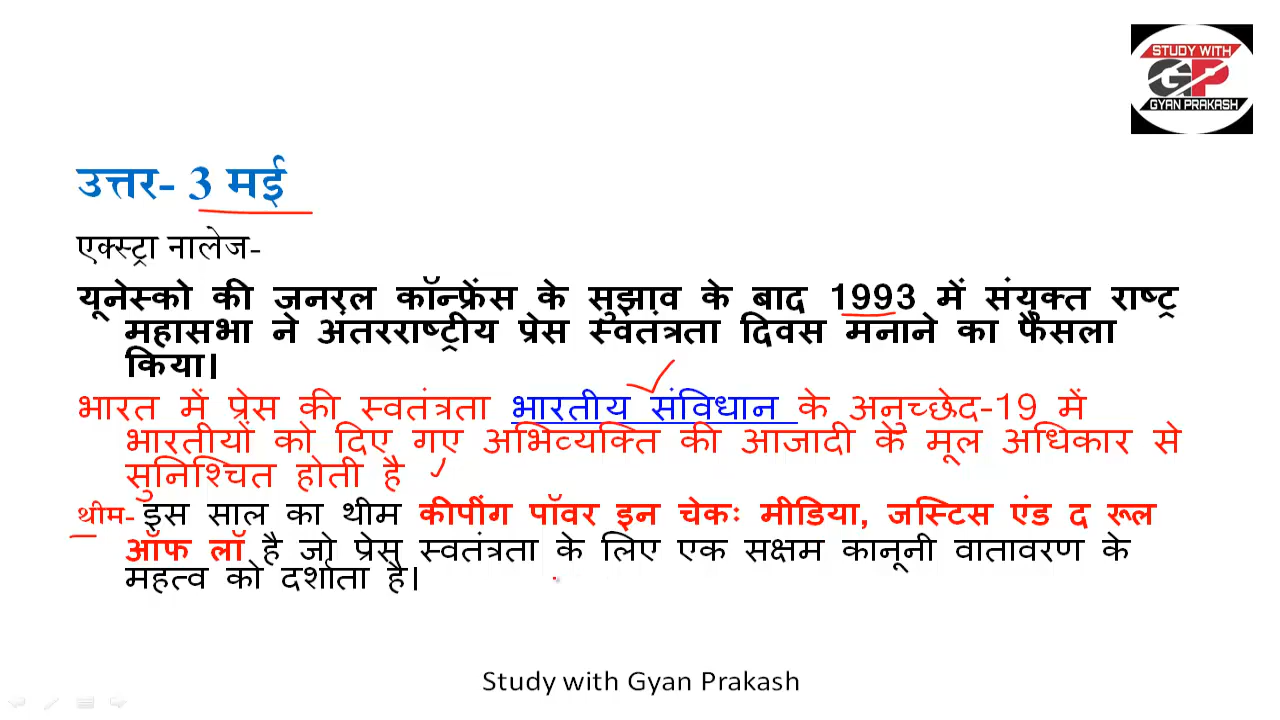 STUDY WITH
GP
GYAN PRAKASH
उत्तर- 3 मई
एक्स्ट्रा नालेज-
यूनेस्को की जनरल कॉन्फ्रेंस के सुझाव के बाद 1993 में संयुक्त राष्ट्र
महासभा ने अंतरराष्ट्रीय प्रेस स्वतंत्रता दिवस मनाने का फैसला
किया।
भारत में प्रेस की स्वतंत्रता भारतीय संविधान के अनुच्छेद-19 में
भारतीयों को दिए गए अभिव्यक्ति की आजादी के मूल अधिकार से
सुनिश्चित होती है
थीम- इस साल का थीम कीपींग पॉवर इन चेकः मीडिया, जस्टिस एंड द रूल
ऑफ लॉ है जो प्रेस स्वतंत्रता के लिए एक सक्षम कानूनी वातावरण के
महत्व को दर्शाता है।
Study with Gyan Prakash